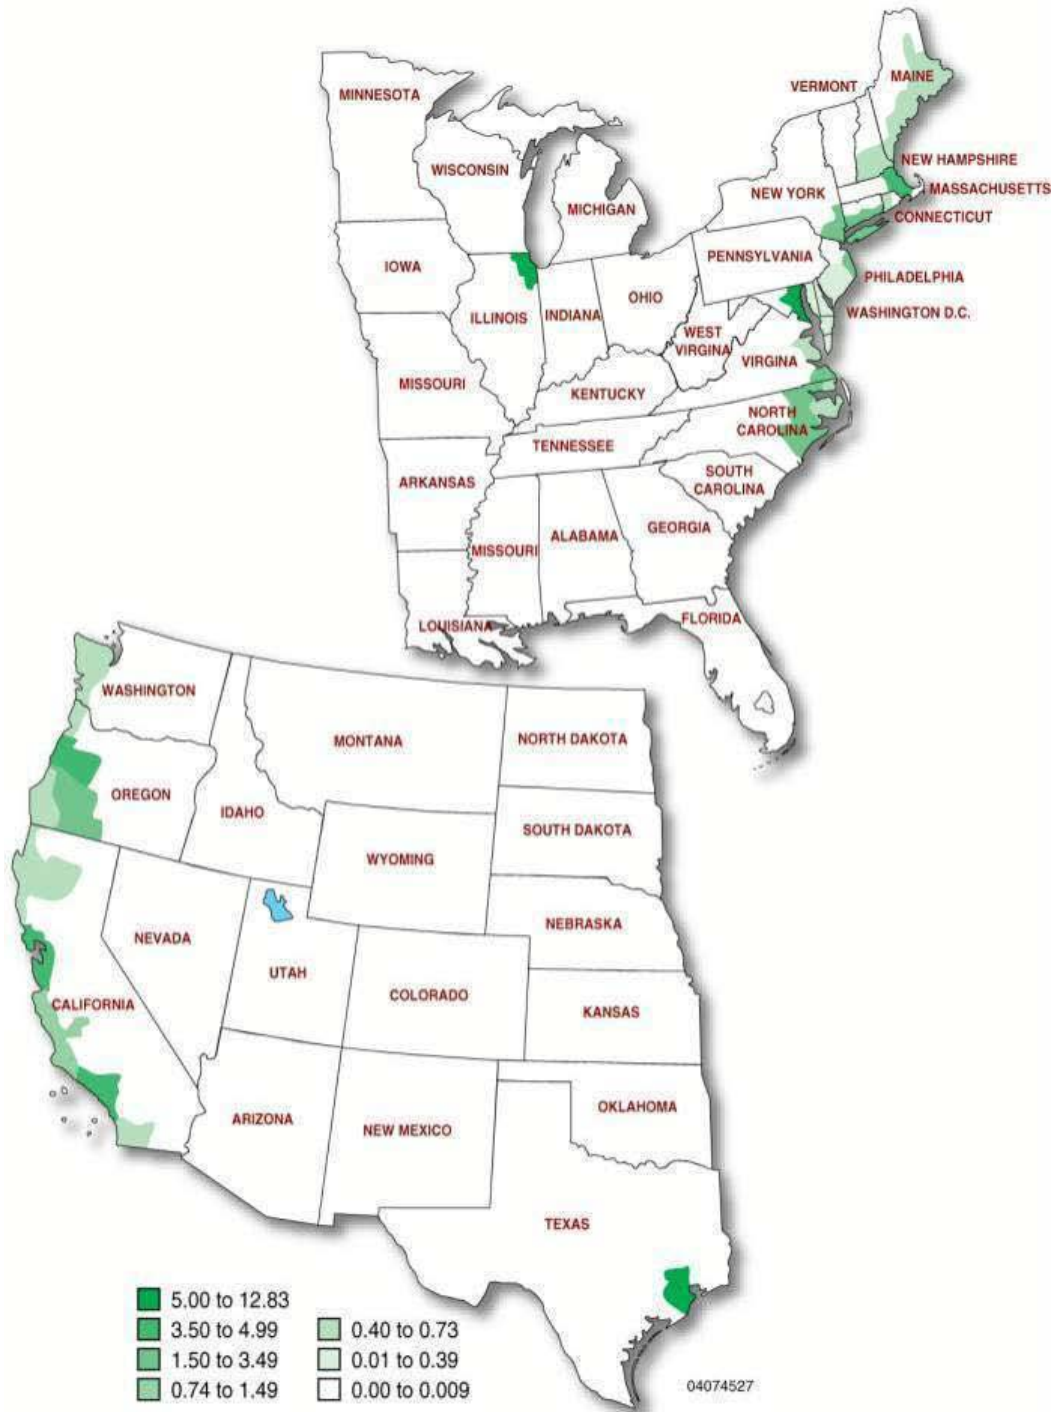 MAINE
VERMONT
MINNESOTA
NEW HAMPSHIRE
WISCONSIN
MASSACHUSETTS
NEW YORK
MICHIGAN
CONNECTICUT
PENNSYLVANIA
IOWA
PHILADELPHIA
OHIO
WASHINGTON D.C.
ILLINOIS
INDIANA
WEST
VIRGINIA
VIRGINIA
MISSOURI
KENTUCKY
NORTH
CAROLINA
TENNESSEE
SOUTH
CAROLINA
ARKANSAS
GEORGIA
ALABAMA
MISSOURI
FLORIDA
LOUISIANA
WASHINGTON
MONTANA
NORTH DAKOTA
OREGON
IDAHO
SOUTH DAKOTA
WYOMING
NEBRASKA
NEVADA
UTAH
COLORADO
CALIFORNIA
KANSAS
OKLAHOMA
ARIZONA
NEW MEXICO
TEXAS
5.00 to 12.83
3.50 to 4.99
1.50 to 3.49
0.74 to 1.49
0.40 to 0.73
0.01 to 0.39
0.00 to 0.009
04074527